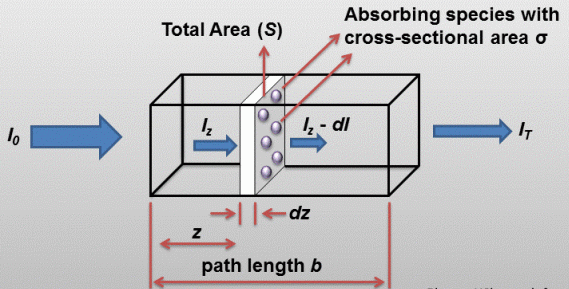 Total Area (S)
Absorbing species with
cross-sectional area σ
I0
Iz
Iz - dI
IT
dz
z
path length b